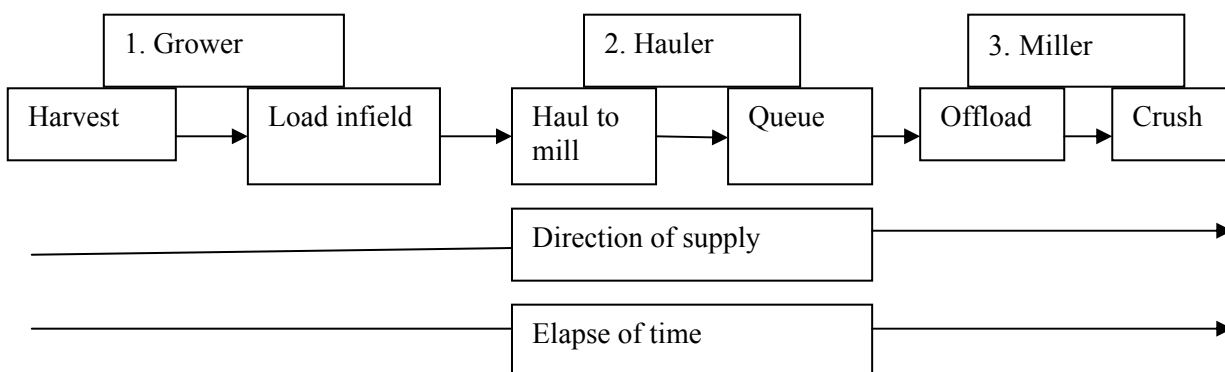 1. Grower
2. Hauler
3. Miller
Harvest
Load infield
Haul to
mill
Queue
Offload
Crush
Direction of supply
Elapse of time